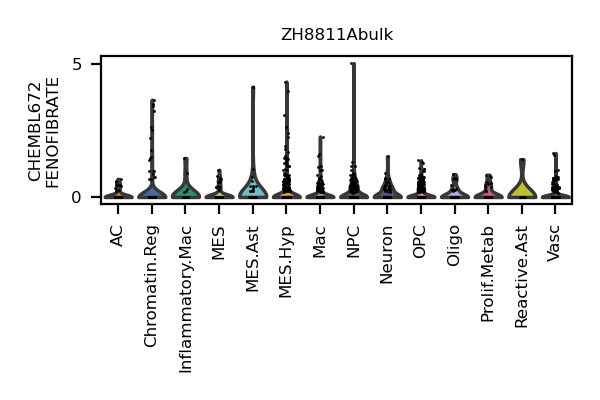 ZH8811Abulk
CHEMBL672
FENOFIBRATE
5
0
AC
Chromatin.Reg
Inflammatory.Mac
MES
MES.Ast
MES.Hyp
Mac
NPC
Neuron
OPC
Oligo
Prolif.Metab
Reactive.Ast
Vasc